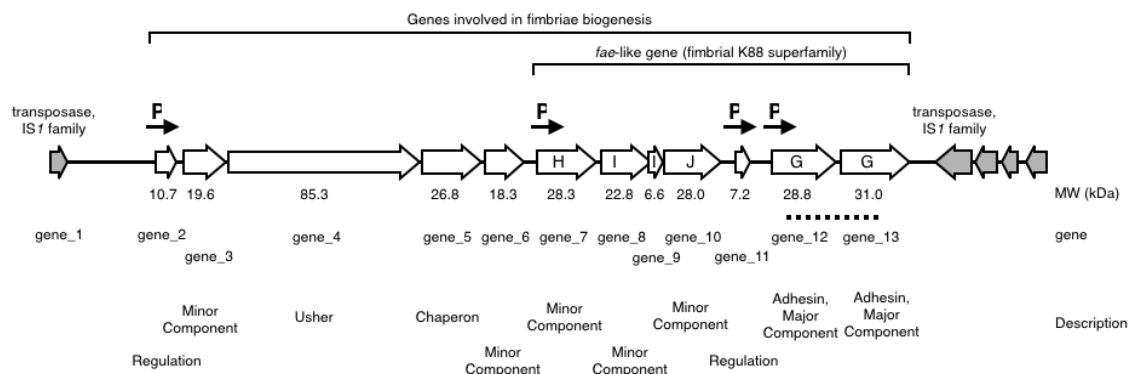 Genes involved in fimbriae biogenesis
fae-like gene (fimbrial K88 superfamily)
transposase,
IS1 family
P
P
P
P
transposase,
IS1 family
H
I
I
J
G
G
10.7 19.6 85.3 26.8 18.3 28.3 22.8 6.6 28.0 7.2 28.8 31.0 MW (kDa)
gene_1 gene_2 gene_4 gene_5 gene_6 gene_7 gene_8 gene_10 gene_12 gene_13 gene
gene_3 gene_9 gene_11
Minor
Component
Usher
Chaperon
Minor
Component
Minor
Component
Adhesin,
Major
Component
Adhesin,
Major
Component
Description
Regulation
Minor
Component
Minor
Component
Regulation